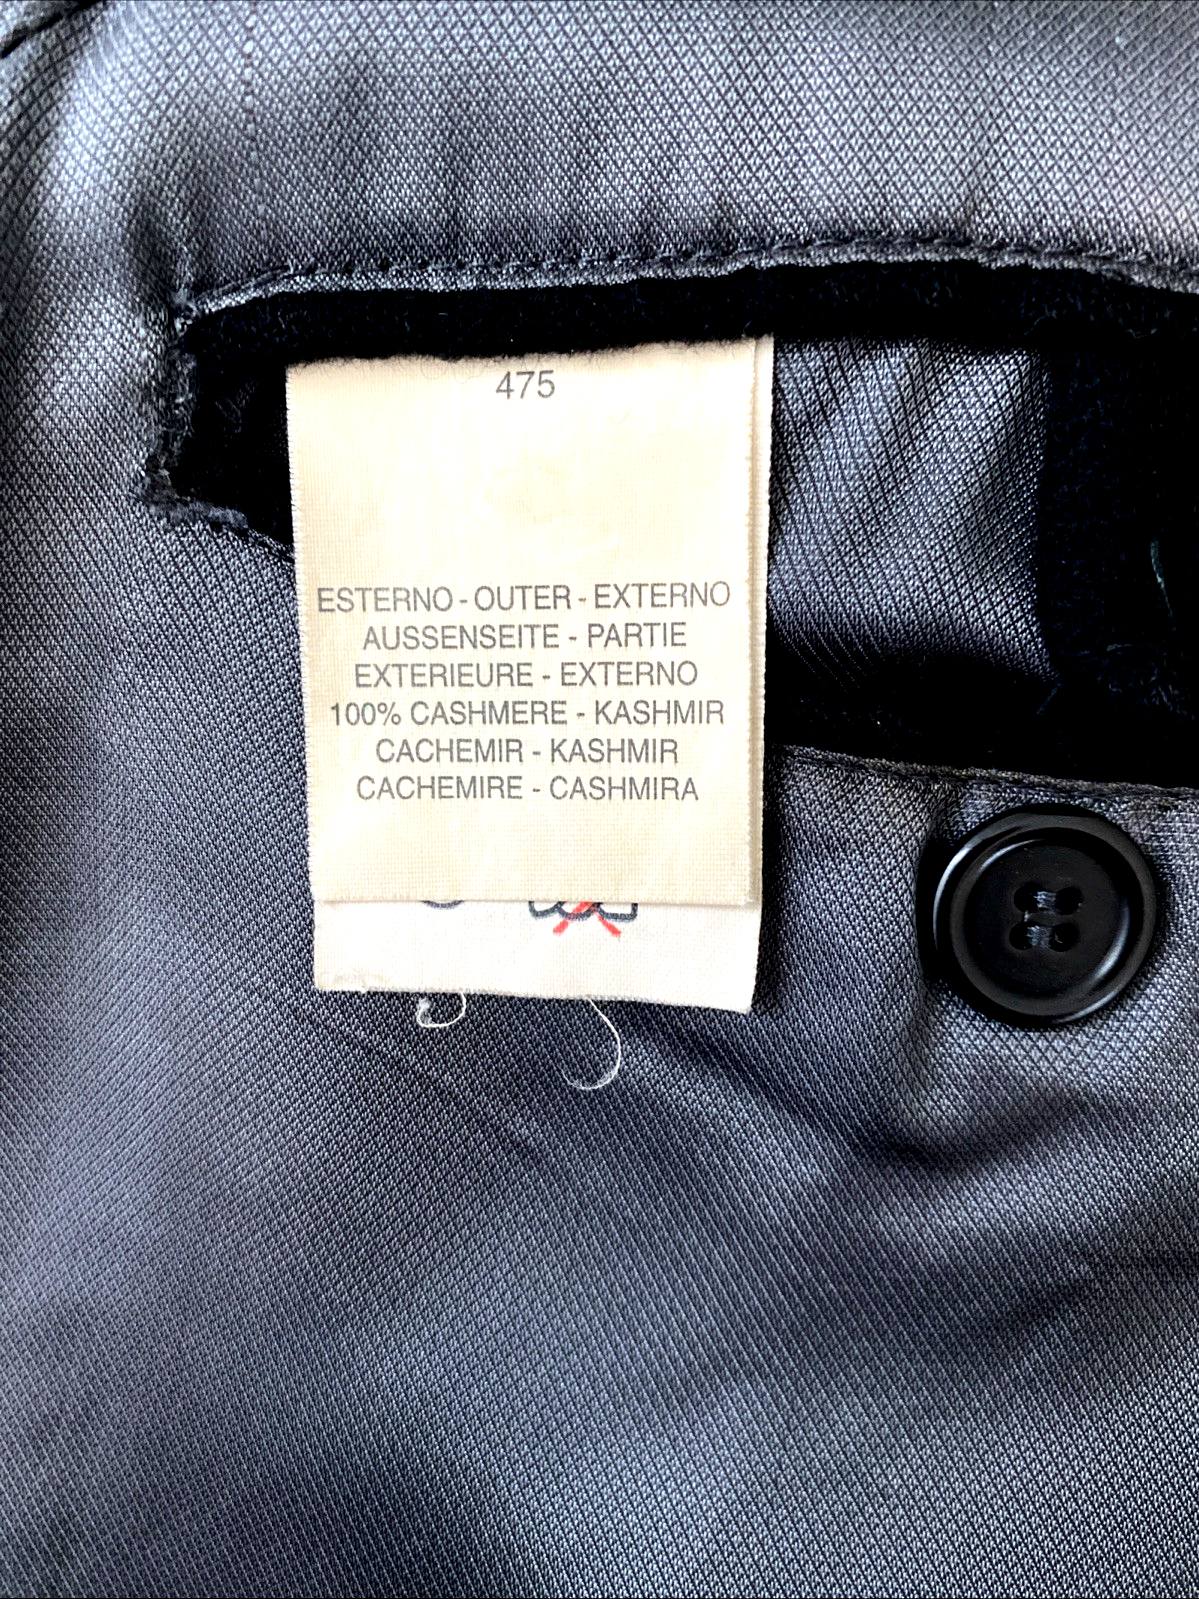 475
ESTERNO - OUTER - EXTERNO
AUSSENSEITE - PARTIE
EXTERIEURE - EXTERNO
100% CASHMERE - KASHMIR
CACHEMIR - KASHMIR
CACHEMIRE - CASHMIRA